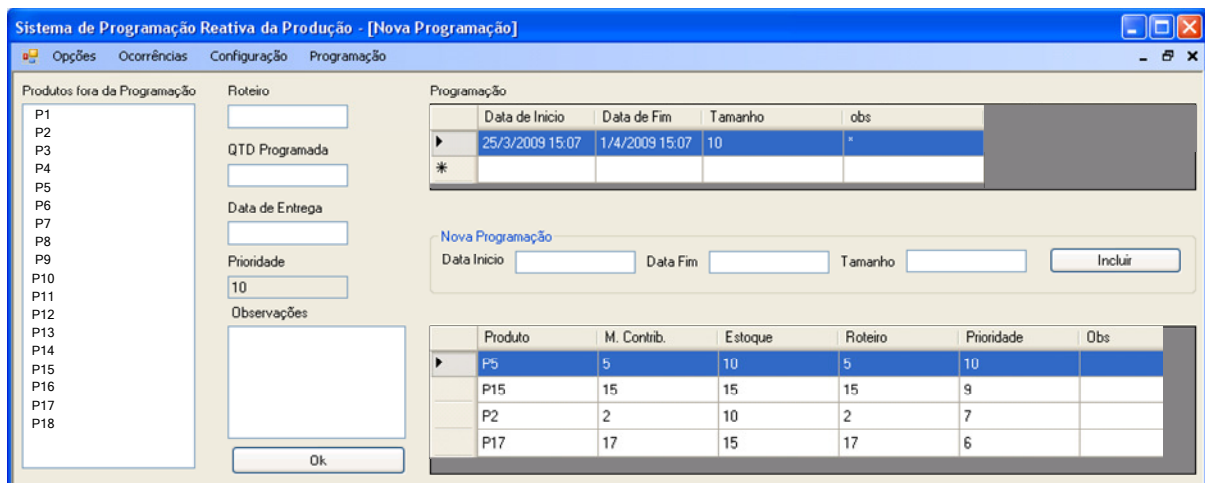 Sistema de Programação Reativa da Produção - [Nova Programação]
Opções Ocorrências Configuração Programação
Produtos fora da Programação
P1
P2
P3
P4
P5
P6
P7
P8
P9
P10
P11
P12
P13
P14
P15
P16
P17
P18
Roteiro
QTD Programada
Data de Entrega
Prioridade
10
Observações
Ok
Programação
Data de Inicio Data de Fim Tamanho obs
25/3/2009 15:07 1/4/2009 15:07 10 *
Nova Programação
Data Inicio Data Fim Tamanho Incluir
Produto M. Contrib. Estoque Roteiro Prioridade Obs
P5 5 10 5 10
P15 15 15 15 9
P2 2 10 2 7
P17 17 15 17 6